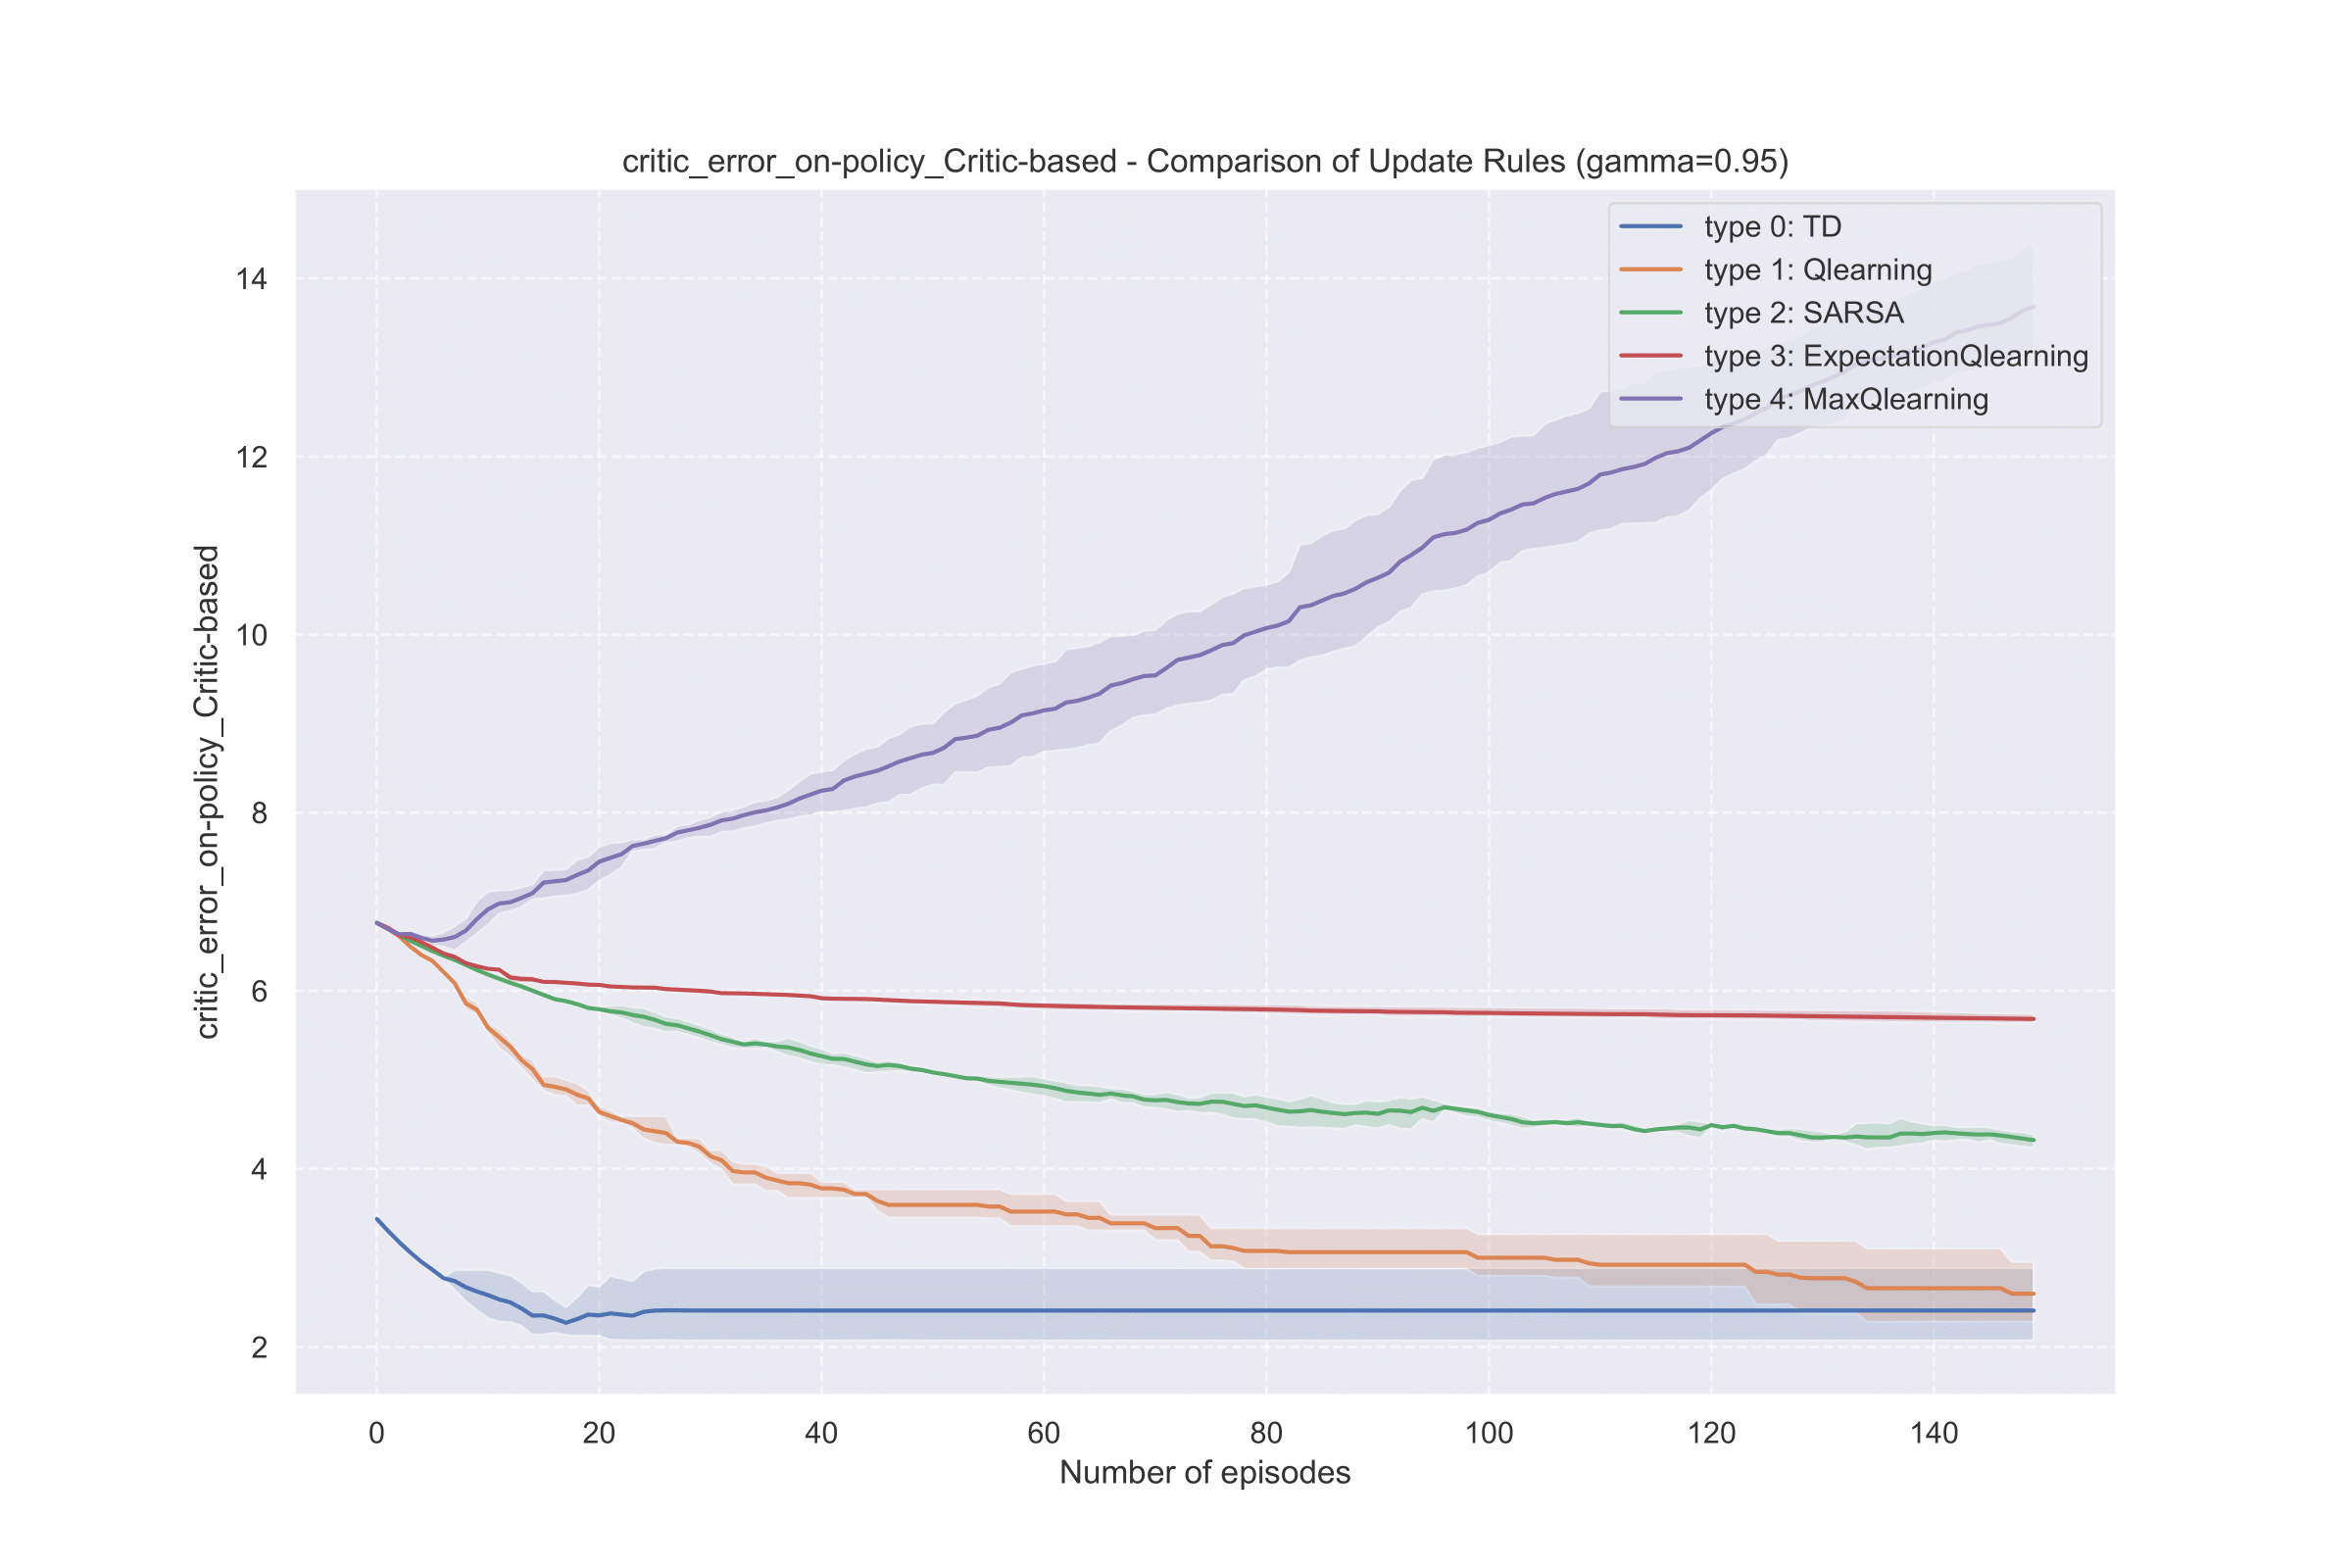 critic_error_on-policy_Critic-based - Comparison of Update Rules (gamma=0.95)
type 0: TD
type 1: Qlearning
type 2: SARSA
type 3: ExpectationQlearning
type 4: MaxQlearning
critic_error_on-policy_Critic-based
14
12
10
8
6
4
2
0 20 40 60 80 100 120 140
Number of episodes